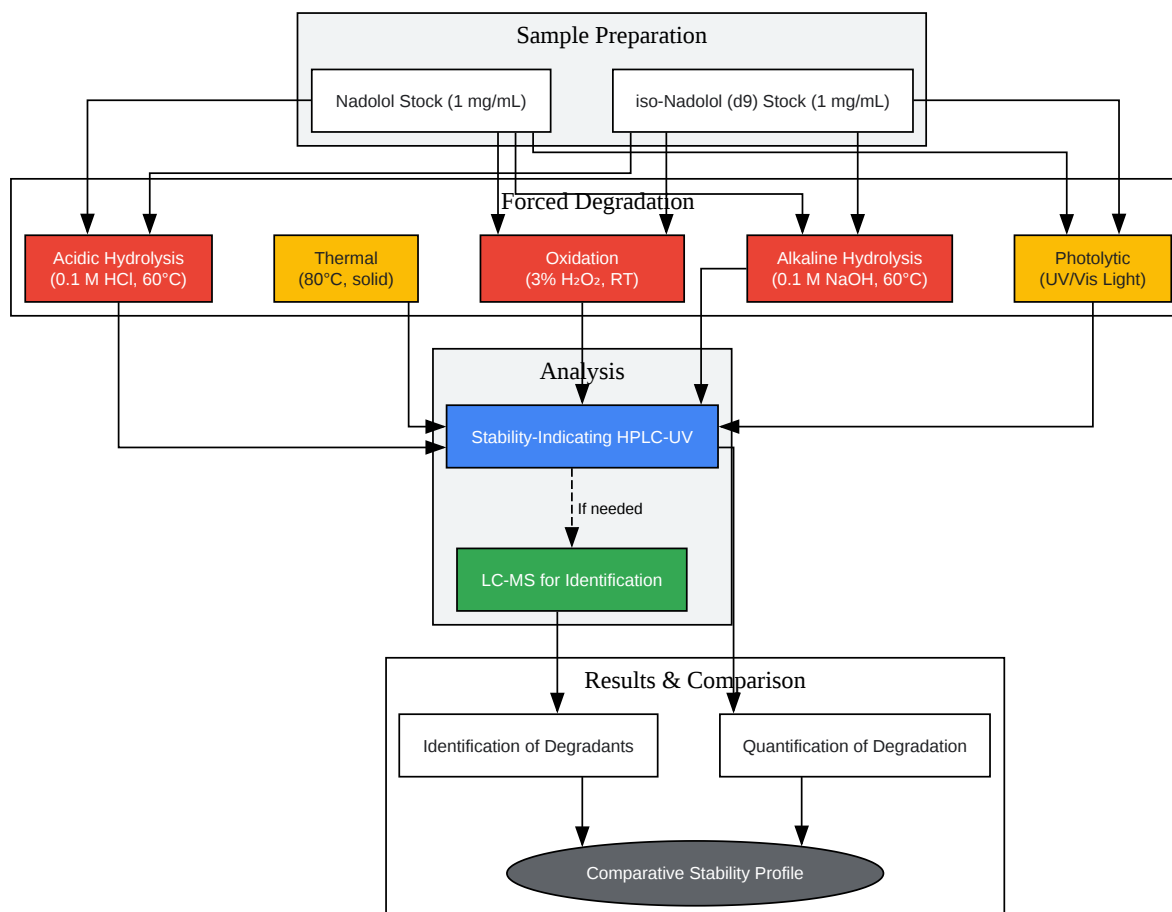 Sample Preparation
Nadolol Stock (1 mg/mL)
iso-Nadolol (d9) Stock (1 mg/mL)
Forced Degradation
Acidic Hydrolysis
(0.1 M HCl, 60°C)
Thermal
(80°C, solid)
Oxidation
(3% H₂O₂, RT)
Alkaline Hydrolysis
(0.1 M NaOH, 60°C)
Photolytic
(UV/Vis Light)
Analysis
Stability-Indicating HPLC-UV
If needed
LC-MS for Identification
Results & Comparison
Identification of Degradants
Quantification of Degradation
Comparative Stability Profile